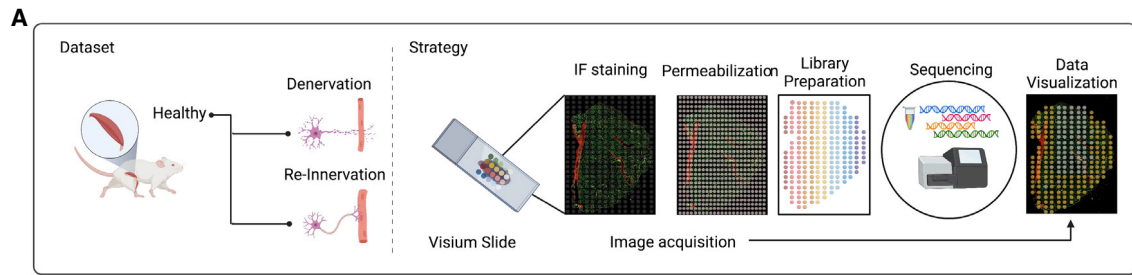 A
Dataset
Strategy
Healthy
Denervation
Re-Innervation
Visium Slide
IF staining
Permeabilization
Library
Preparation
Sequencing
Data
Visualization
Image acquisition